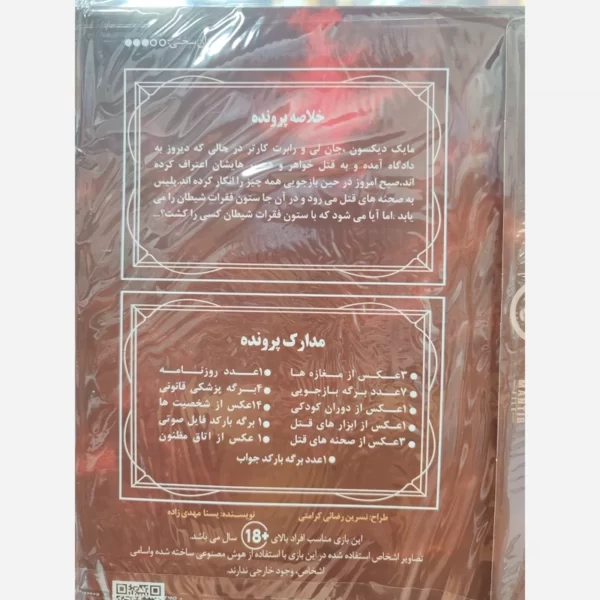 سختی:
خلاصه پرونده
مایک دیکسون ،جان لی و رابرت کارتر در حالی که دیروز به
دادگاه آمده و به قتل خواهر و همسر هایشان اعتراف کرده
اند،صبح امروز در حین بازجویی همه چیز را انکار کرده اند.پلیس
به صحنه های قتل می رود و در آن جا ستون فقرات شیطان را می
یابد .اما آیا می شود که با ستون فقرات شیطان کسی را کشت؟...
مدارک پرونده
۳عکس از مغازه ها
۷عدد برگه بازجویی
۱عکس از دوران کودکی
۱عکس از ابزار های قتل
۳عکس از صحنه های قتل
۱عدد روزنامه
۴برگه پزشکی قانونی
۱۴عکس از شخصیت ها
۱ برگه بارکد فایل صوتی
۱ عکس از اتاق مظنون
۱عدد برگه بارکد جواب
طراح: نسرین رضائی گرامتی نویسنده: یسنا مهدی زاده
این بازی مناسب افراد بالای +18 سال می باشد.
تصاویر اشخاص استفاده شده در این بازی با استفاده از هوش مصنوعی ساخته شده واسامی
اشخاص، وجود خارجی ندارند.